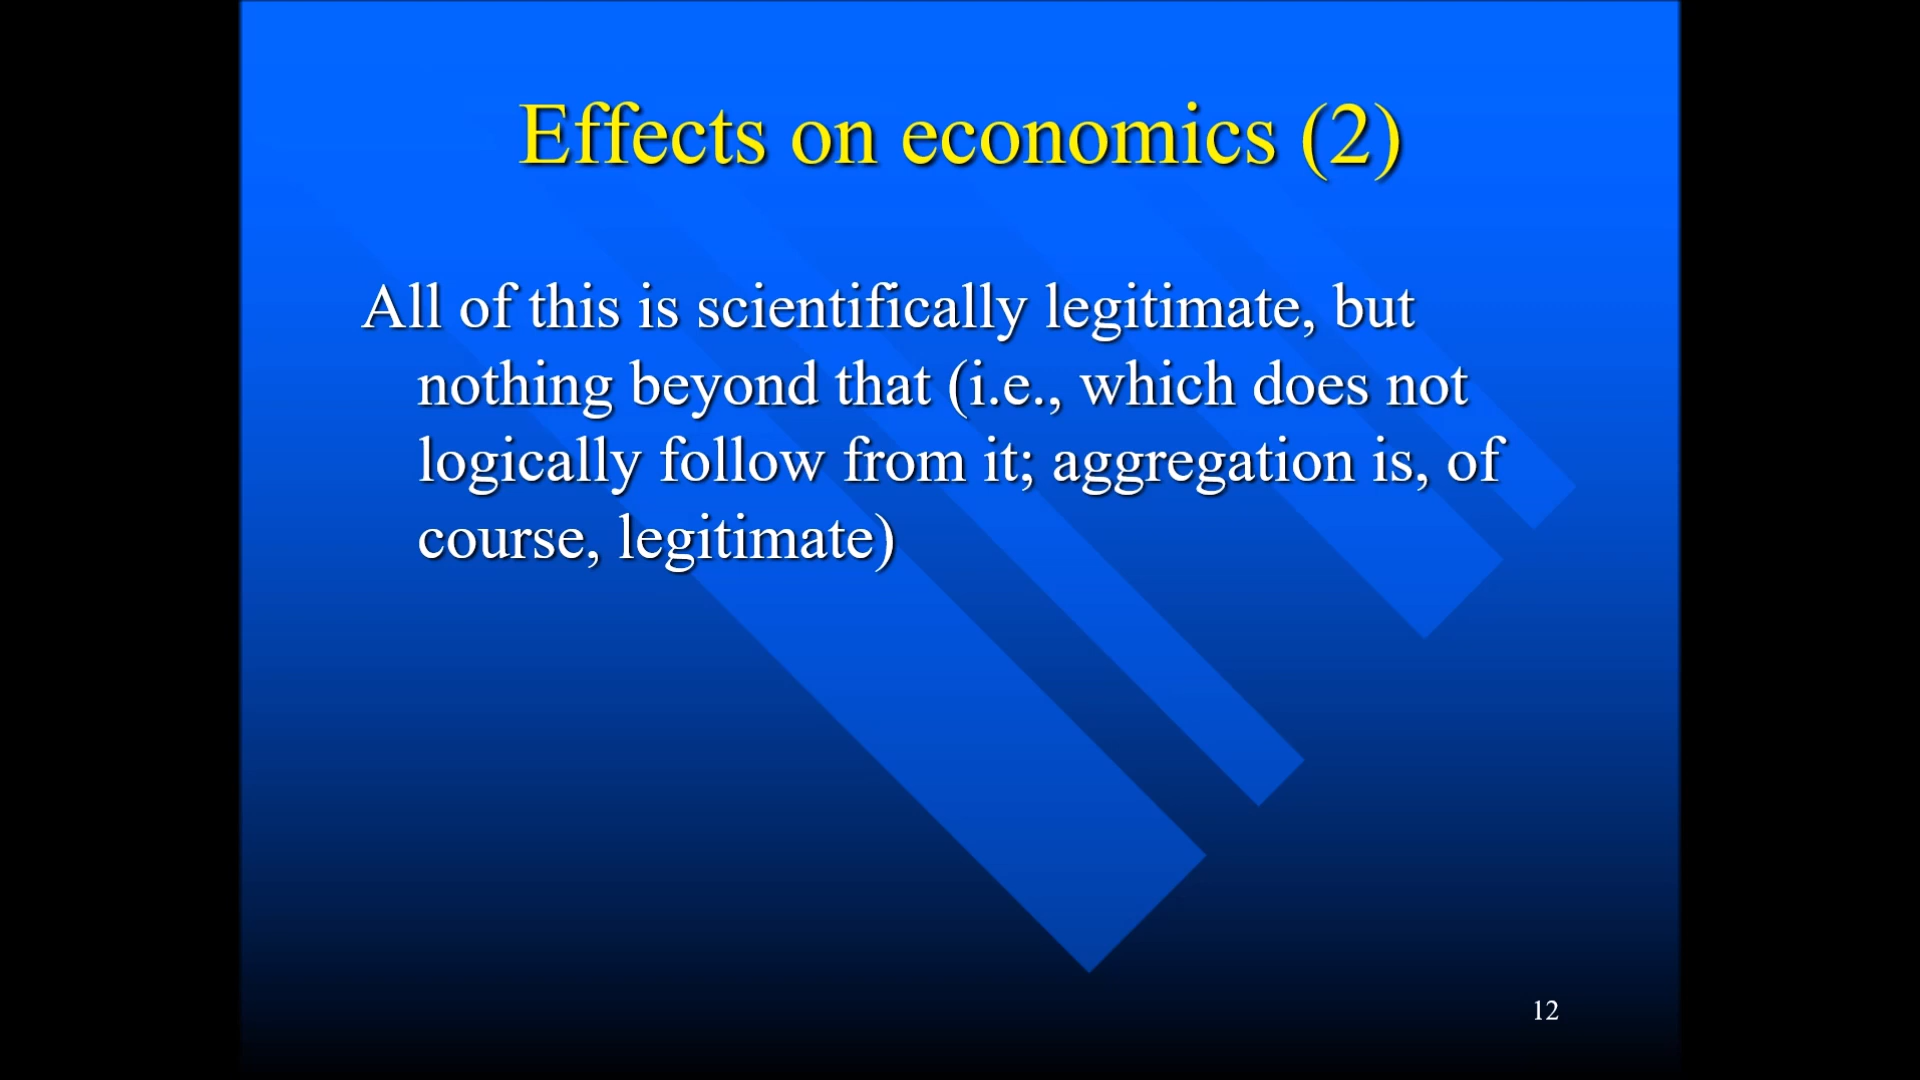 Effects on economics (2)
All of this is scientifically legitimate, but
nothing beyond that (i.e., which does not
logically follow from it; aggregation is, of
course, legitimate)
12